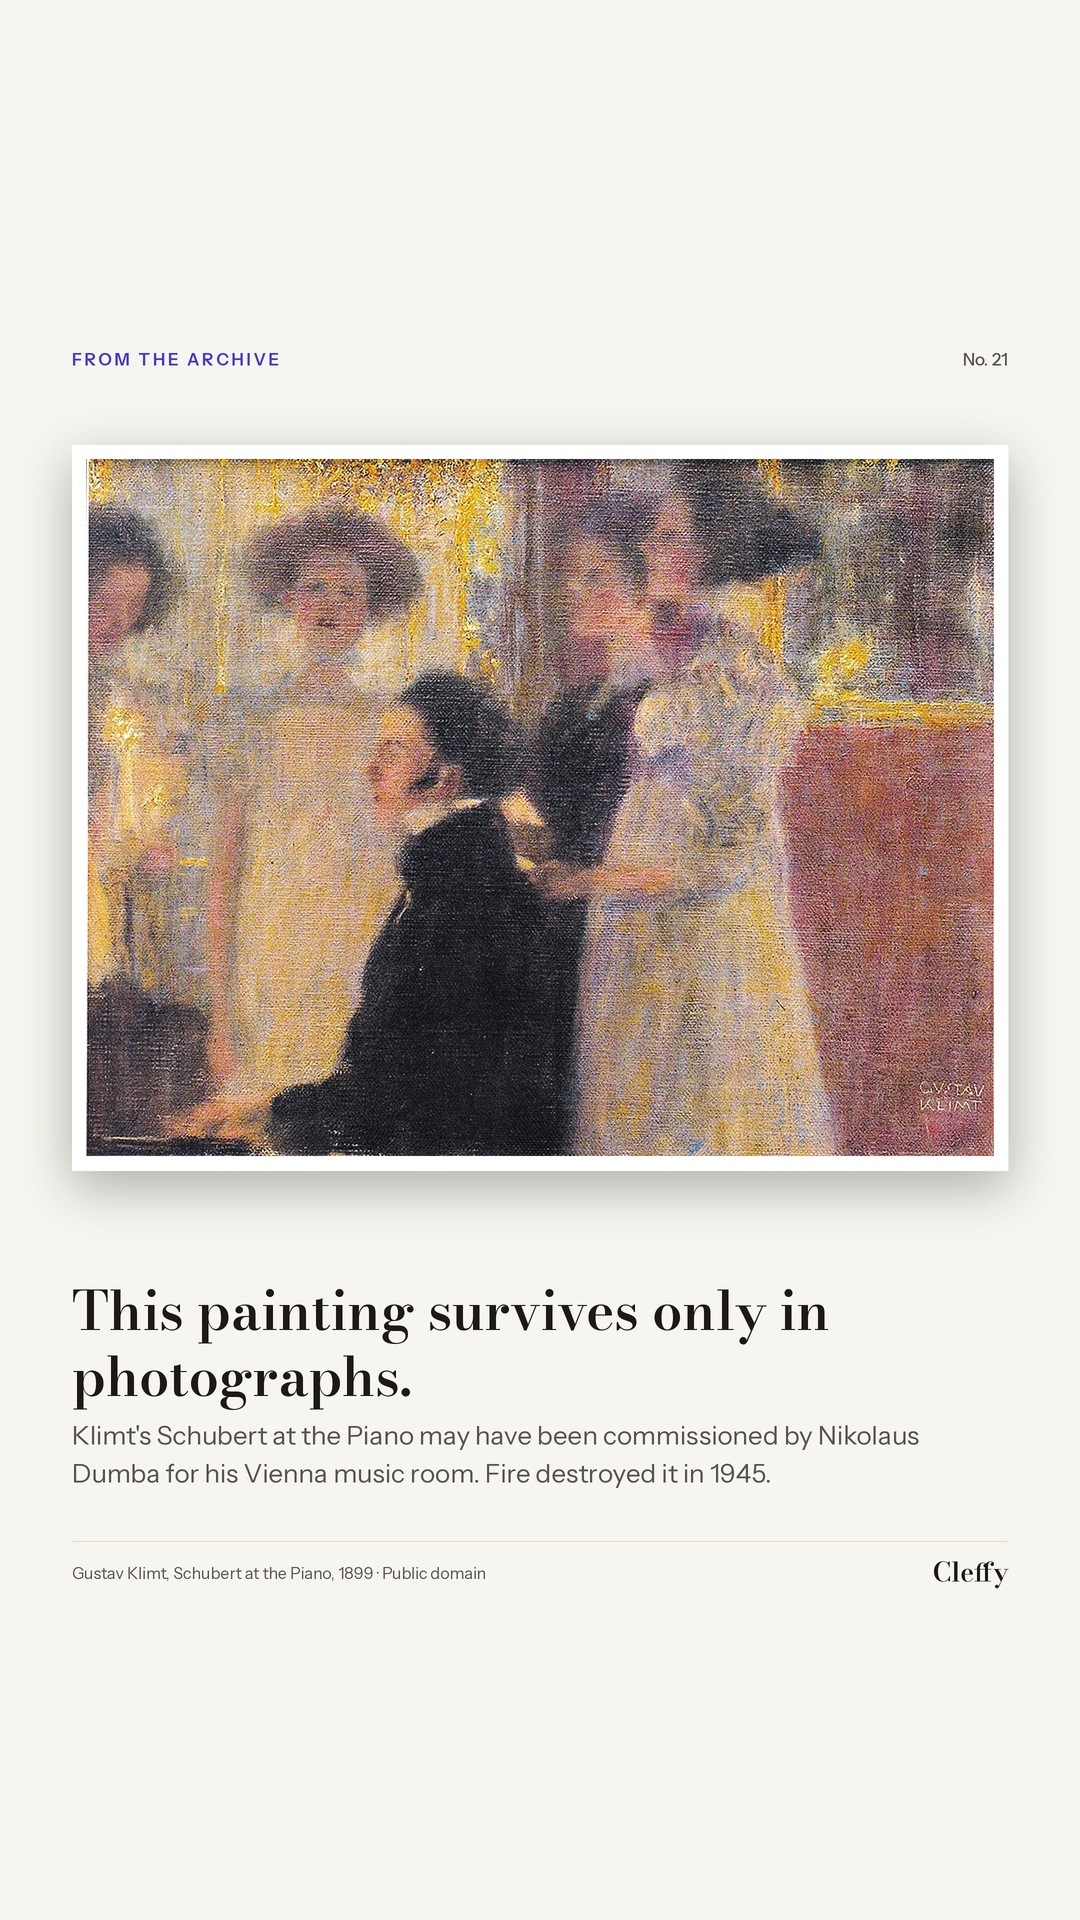 FROM THE ARCHIVE
No. 21
GUSTAV
KLIMT
This painting survives only in
photographs.
Klimt's Schubert at the Piano may have been commissioned by Nikolaus
Dumba for his Vienna music room. Fire destroyed it in 1945.
Gustav Klimt, Schubert at the Piano, 1899 · Public domain
Cleffy